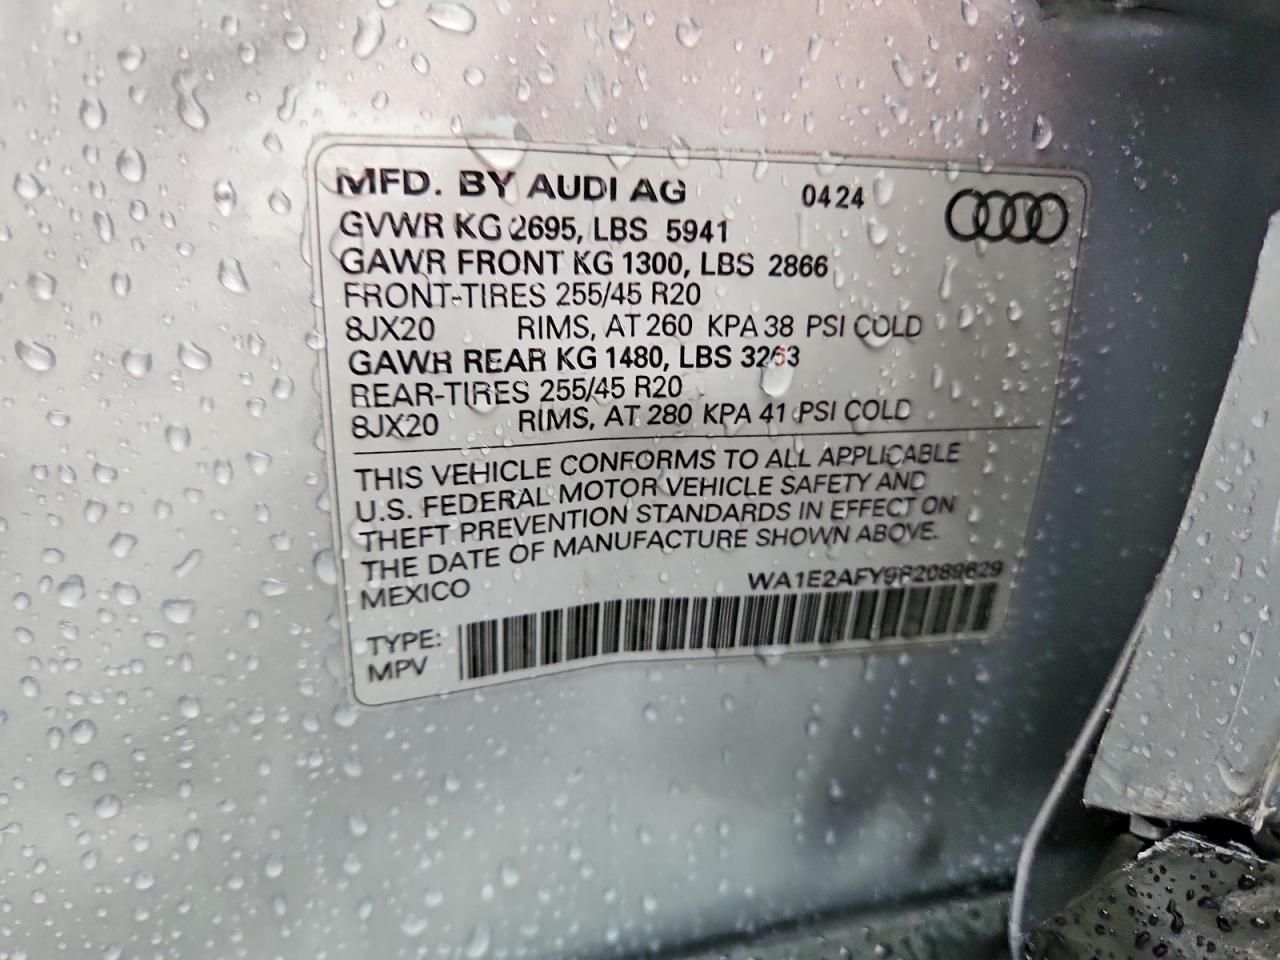 MFD. BY AUDI AG 0424
GVWR KG 2695, LBS 5941
GAWR FRONT KG 1300, LBS 2866
FRONT-TIRES 255/45 R20
8JX20 RIMS, AT 260 KPA 38 PSI COLD
GAWR REAR KG 1480, LBS 3263
REAR-TIRES 255/45 R20
8JX20 RIMS, AT 280 KPA 41 PSI COLD
THIS VEHICLE CONFORMS TO ALL APPLICABLE
U.S. FEDERAL MOTOR VEHICLE SAFETY AND
THEFT PREVENTION STANDARDS IN EFFECT ON
THE DATE OF MANUFACTURE SHOWN ABOVE.
MEXICO WA1E2AFY9R2089629
TYPE:
MPV